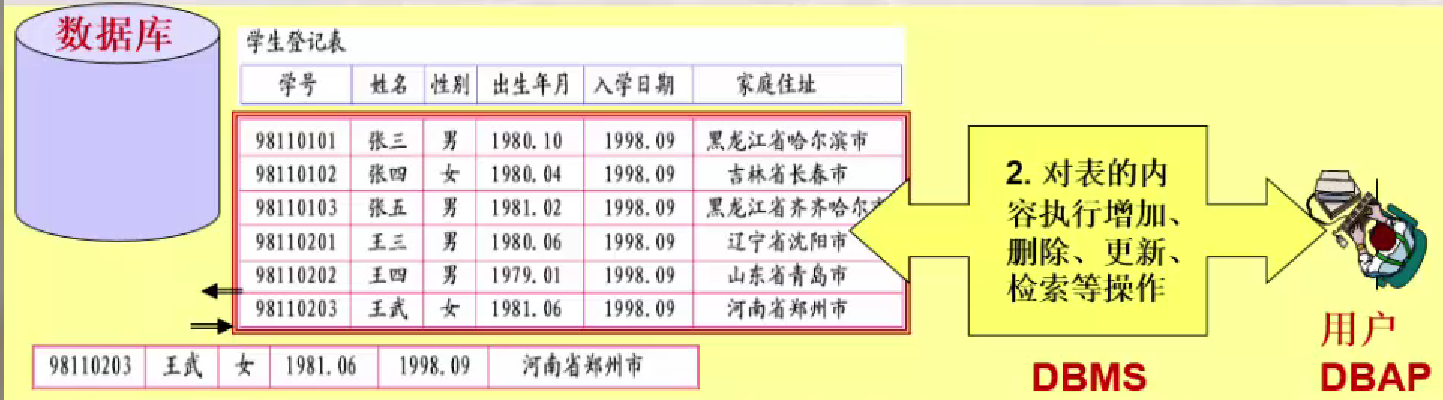 数据库
学生登记表
学号 姓名 性别 出生年月 入学日期 家庭住址
98110101 张三 男 1980.10 1998.09 黑龙江省哈尔滨市
98110102 张四 女 1980.04 1998.09 吉林省长春市
98110103 张五 男 1981.02 1998.09 黑龙江省齐齐哈尔
98110201 王三 男 1980.06 1998.09 辽宁省沈阳市
98110202 王四 男 1979.01 1998.09 山东省青岛市
98110203 王武 女 1981.06 1998.09 河南省郑州市
98110203 王武 女 1981.06 1998.09 河南省郑州市
2. 对表的内
容执行增加、
删除、更新、
检索等操作
DBMS
用户
DBAP